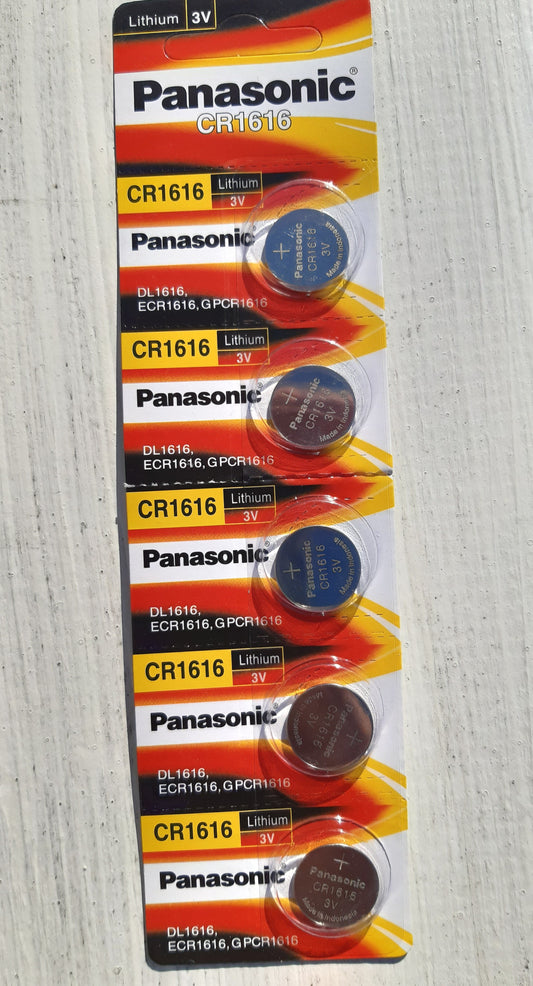 Lithium 3V
Panasonic®
CR1616
CR1616 Lithium
3V
Panasonic
DL1616,
ECR1616, GPCR1616
+
Panasonic
CR1616
3V
Made in Indonesia
CR1616 Lithium
3V
Panasonic®
DL1616,
ECR1616, GPCR1616
+
Panasonic
CR1616
3V
Made in Indonesia
CR1616 Lithium
3V
Panasonic®
DL1616,
ECR1616, GPCR1616
+
Panasonic
CR1616
3V
Made in Indonesia
CR1616 Lithium
3V
Panasonic
DL1616,
ECR1616, GPCR1616
+
Panasonic
CR1616
3V
Made in Indonesia
CR1616 Lithium
3V
Panasonic
DL1616,
ECR1616, GPCR1616
+
Panasonic
CR1616
3V
Made in Indonesia